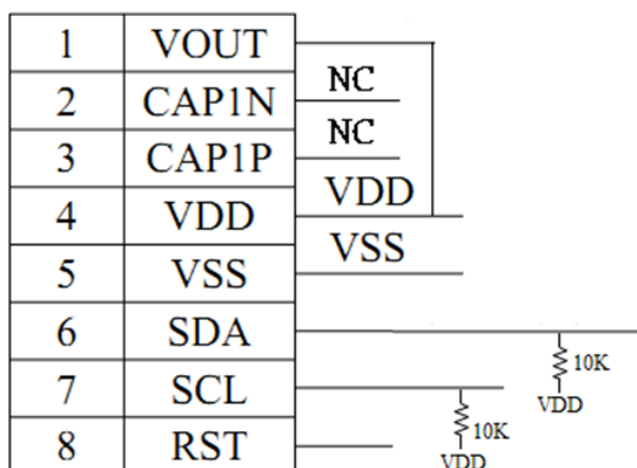 1 VOUT
NC
2 CAP1N
NC
3 CAP1P
VDD
4 VDD
VSS
5 VSS
6 SDA
10K
VDD
7 SCL
10K
VDD
8 RST